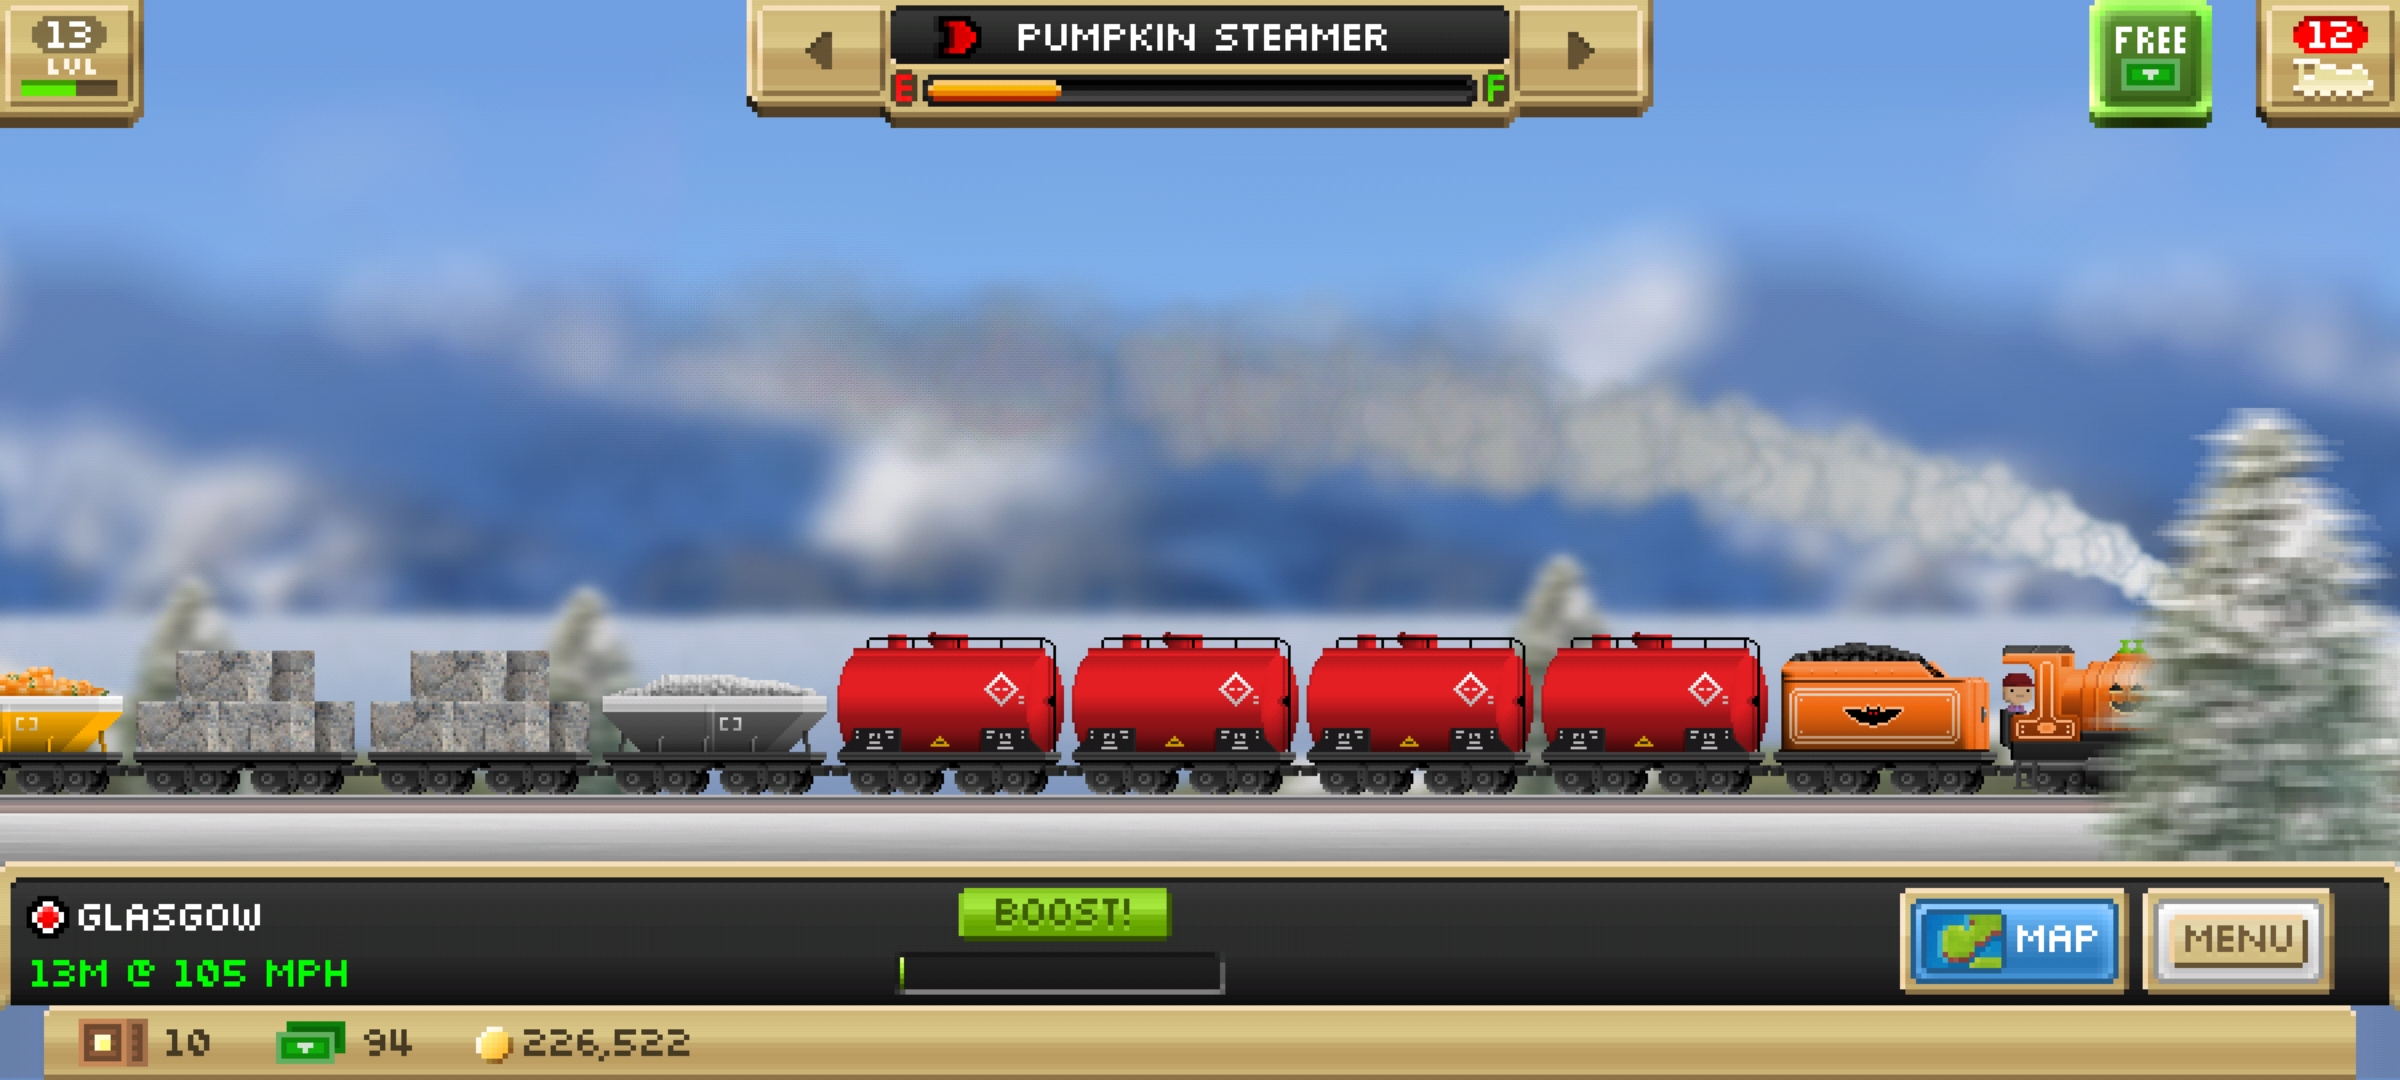 13
LVL
PUMPKIN STEAMER
E F
FREE
12
GLASGOW
13M @ 105 MPH
BOOST!
MAP
MENU
10
94
226,522